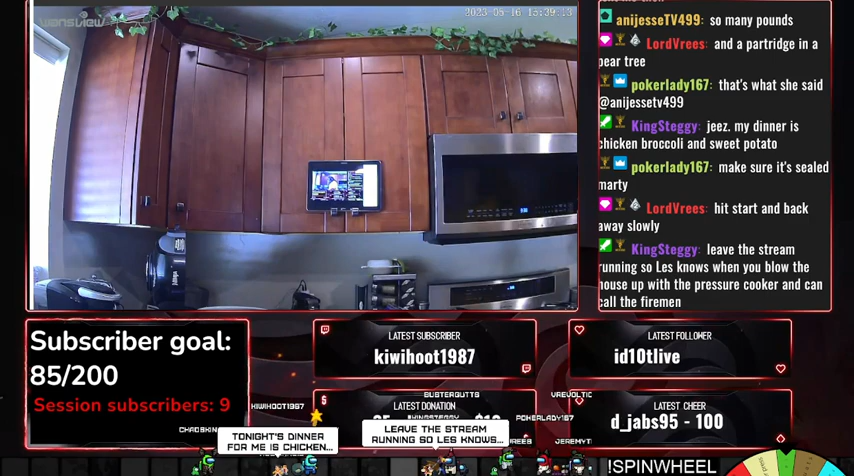 wansview
2023-05-16 15:39:13
anijesseTV499: so many pounds
LordVrees: and a partridge in a
pear tree
pokerlady167: that's what she said
@anijessetv499
KingSteggy: jeez. my dinner is
chicken broccoli and sweet potato
pokerlady167: make sure it's sealed
marty
LordVrees: hit start and back
away slowly
KingSteggy: leave the stream
running so Les knows when you blow the
house up with the pressure cooker and can
call the firemen
Subscriber goal:
85/200
Session subscribers: 9
LATEST SUBSCRIBER
kiwihoot1987
LATEST FOLLOWER
id10tlive
LATEST DONATION
LATEST CHEER
d_jabs95 - 100
KIWIHOOT1987
BUSTERGUTTS
VREVOLTIC
POKERLADY167
TONIGHT'S DINNER
FOR ME IS CHICKEN...
LEAVE THE STREAM
RUNNING SO LES KNOWS...
!SPINWHEEL